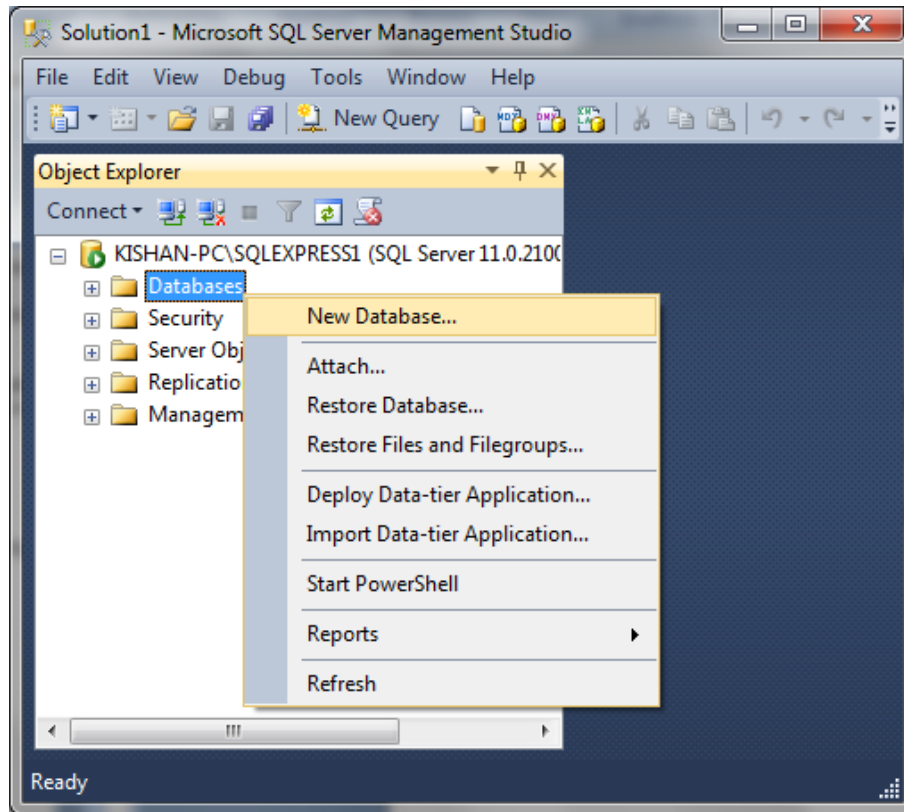 Solution1 - Microsoft SQL Server Management Studio
File Edit View Debug Tools Window Help
New Query
Object Explorer
Connect
KISHAN-PC\SQLEXPRESS1 (SQL Server 11.0.2100
Databases
Security
Server Obj
Replicatio
Managem
New Database...
Attach...
Restore Database...
Restore Files and Filegroups...
Deploy Data-tier Application...
Import Data-tier Application...
Start PowerShell
Reports
Refresh
Ready